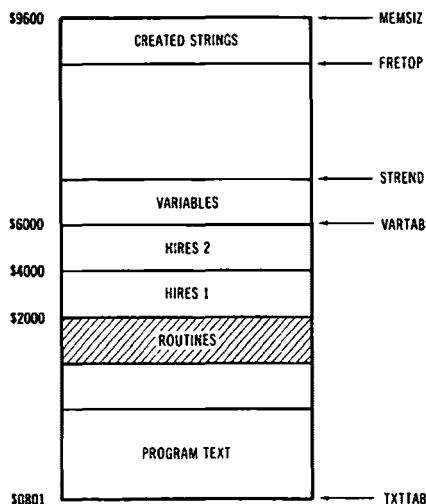 $9600
MEMSIZ
CREATED STRINGS
FRETOP
STREND
VARIABLES
$6000
VARTAB
HIRES 2
$4000
HIRES 1
$2000
ROUTINES
PROGRAM TEXT
$0801
TXTTAB